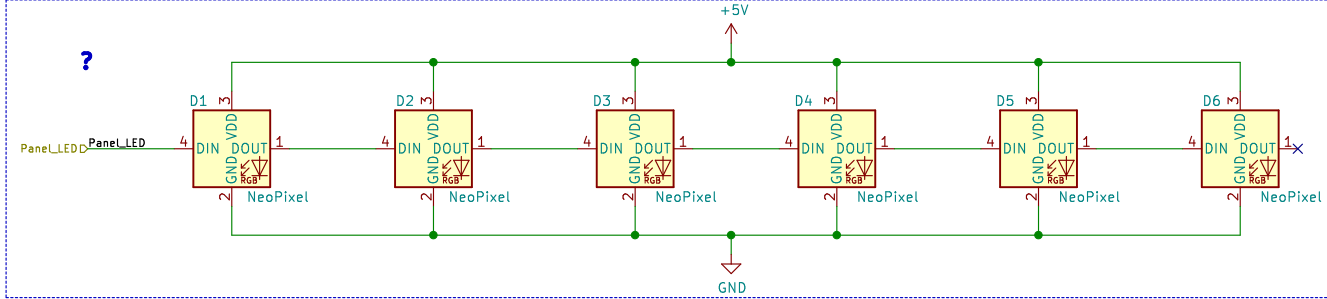 +5V
?
D1 D2 D3 D4 D5 D6
3 3 3 3 3 3
VDD VDD VDD VDD VDD VDD
Panel_LED Panel_LED 4 DIN DOUT 1 4 DIN DOUT 1 4 DIN DOUT 1 4 DIN DOUT 1 4 DIN DOUT 1 4 DIN DOUT 1
GND GND GND GND GND GND
RGB RGB RGB RGB RGB RGB
2 NeoPixel 2 NeoPixel 2 NeoPixel 2 NeoPixel 2 NeoPixel 2 NeoPixel
GND